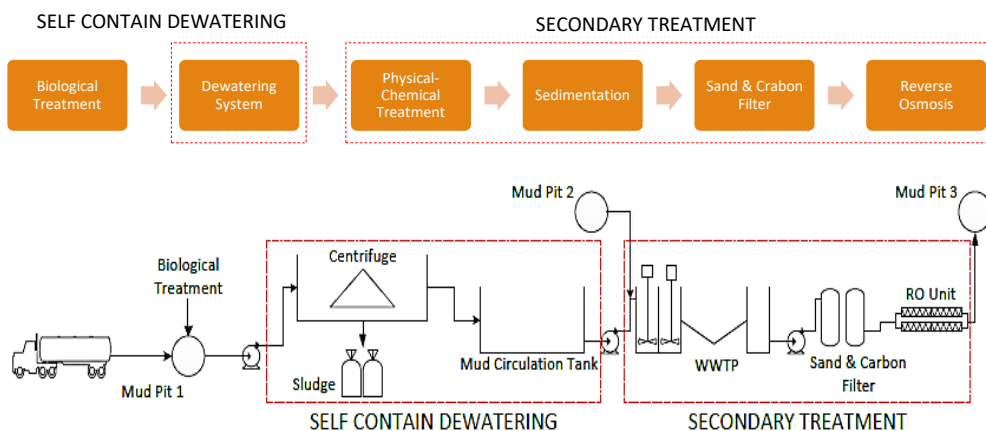 SELF CONTAIN DEWATERING
SECONDARY TREATMENT
Biological
Treatment
Dewatering
System
Physical-
Chemical
Treatment
Sedimentation
Sand & Crabon
Filter
Reverse
Osmosis
Mud Pit 2
Mud Pit 3
Biological
Treatment
Centrifuge
RO Unit
Mud Pit 1
Sludge
Mud Circulation Tank
WWTP
Sand & Carbon
Filter
SELF CONTAIN DEWATERING
SECONDARY TREATMENT